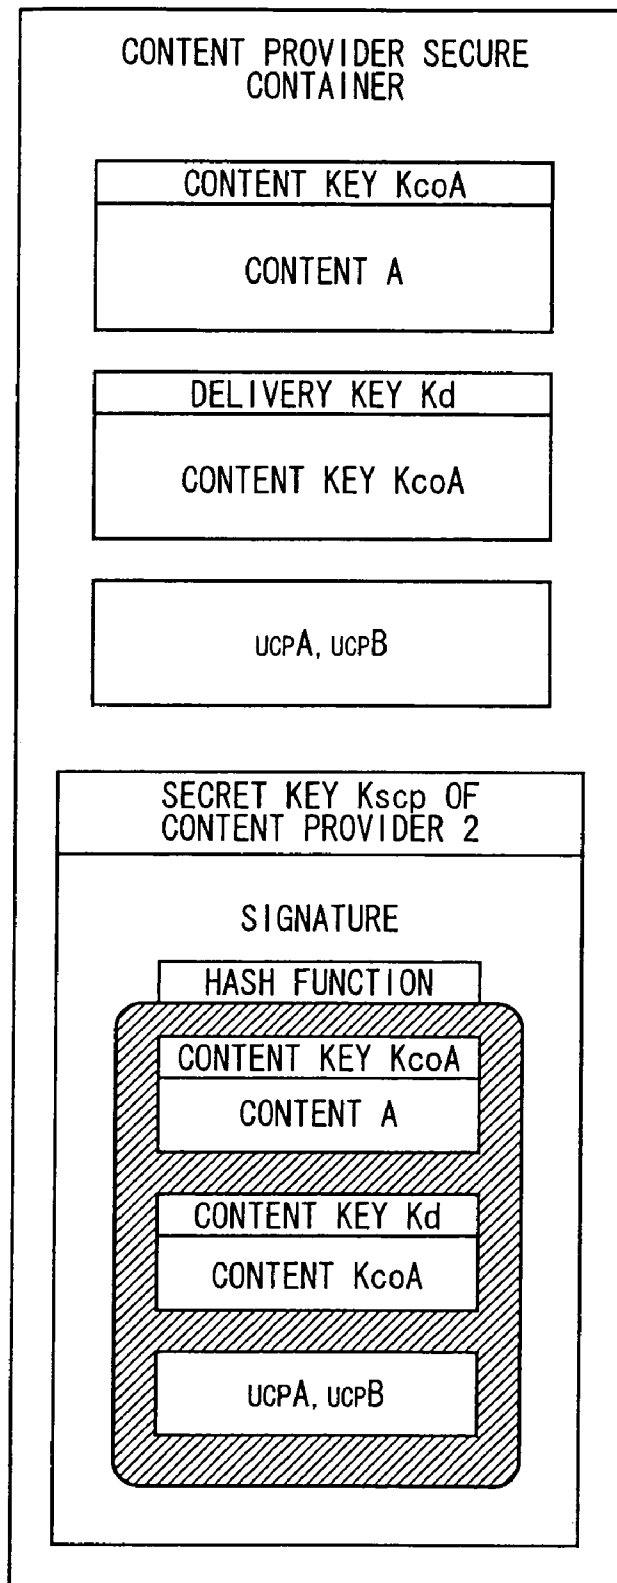 CONTENT PROVIDER SECURE
CONTAINER
CONTENT KEY KcoA
CONTENT A
DELIVERY KEY Kd
CONTENT KEY KcoA
UCPA, UCPB
SECRET KEY Kscp OF
CONTENT PROVIDER 2
SIGNATURE
HASH FUNCTION
CONTENT KEY KcoA
CONTENT A
CONTENT KEY Kd
CONTENT KcoA
UCPA, UCPB